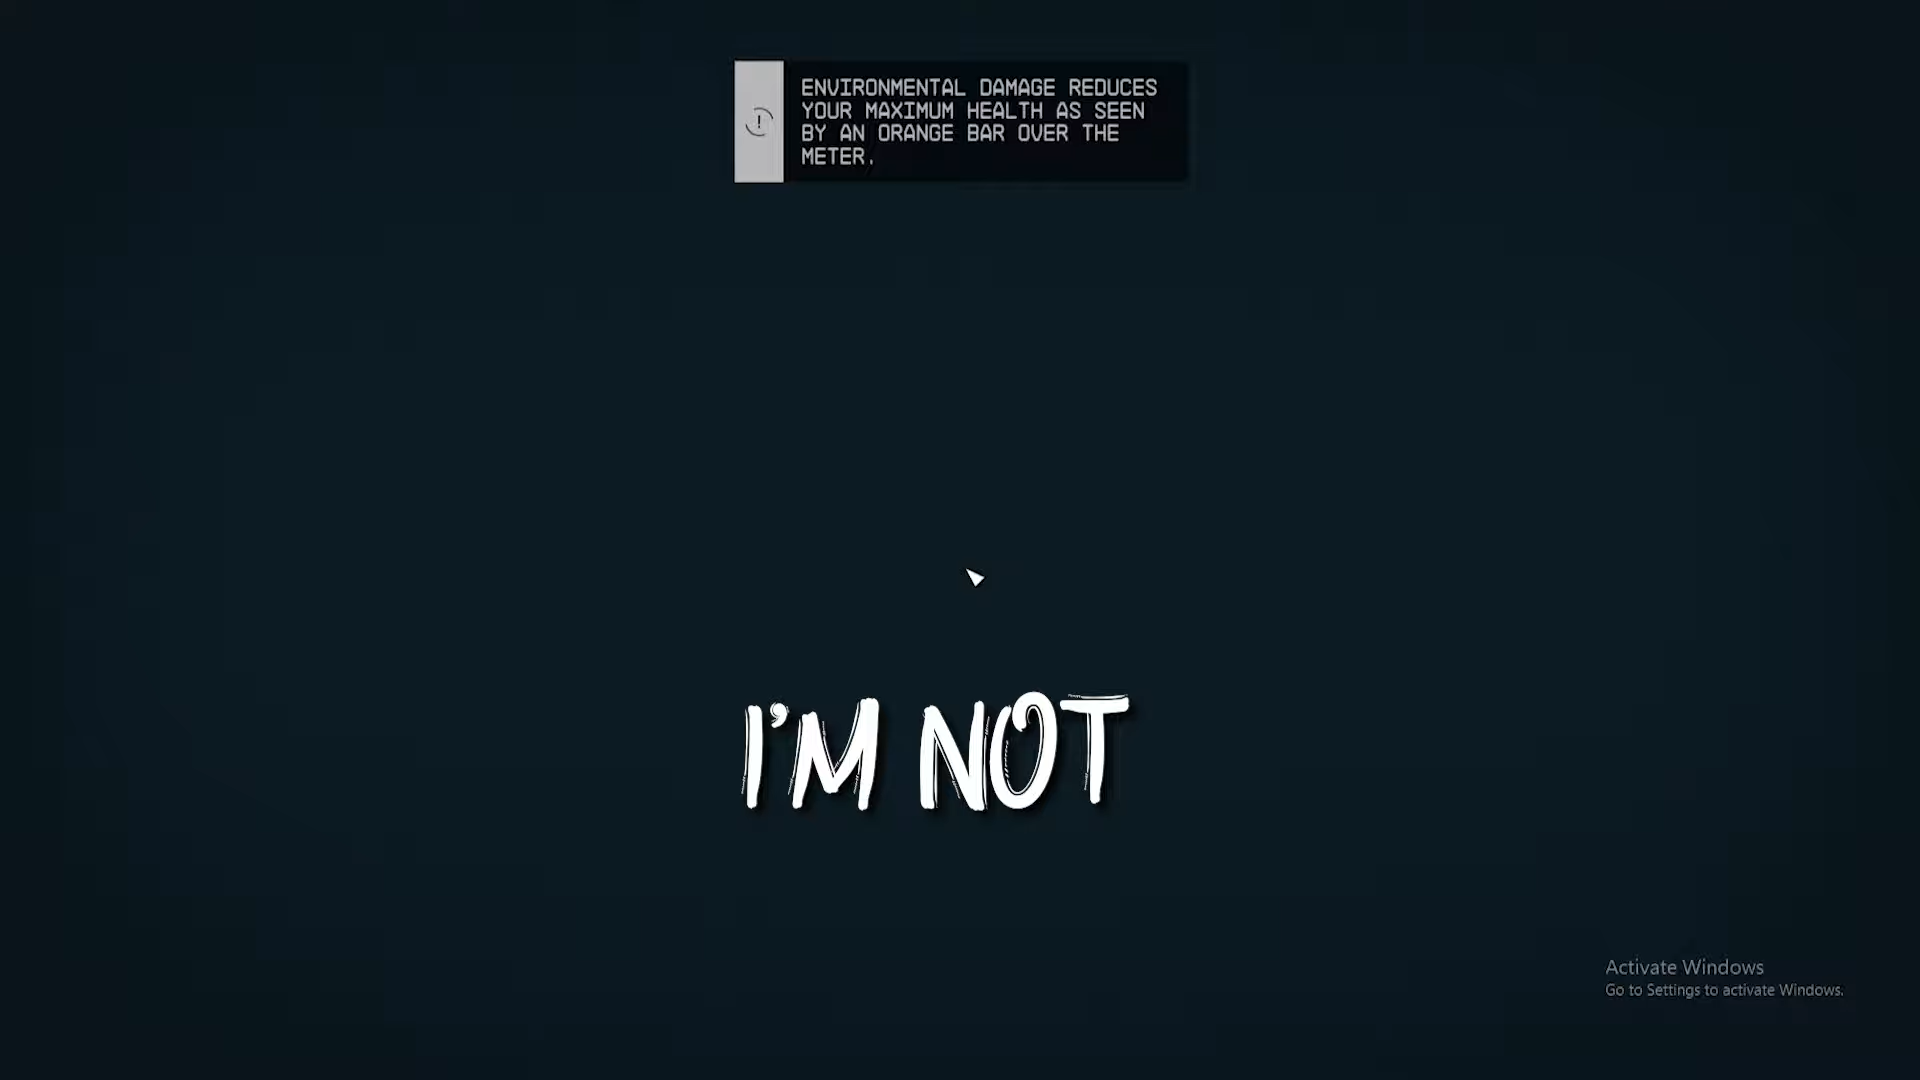 ENVIRONMENTAL DAMAGE REDUCES
YOUR MAXIMUM HEALTH AS SEEN
BY AN ORANGE BAR OVER THE
METER.
I'M NOT
Activate Windows
Go to Settings to activate Windows.